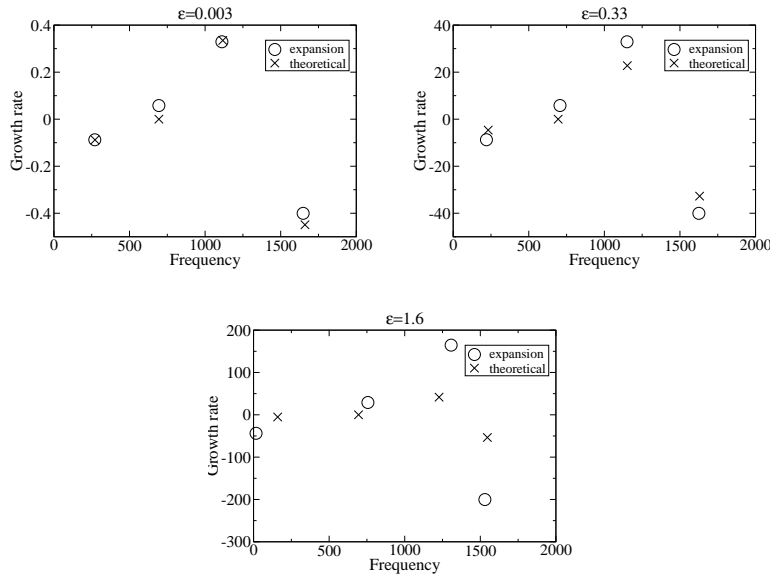 ε=0.003
0.4
0.2
0
-0.2
-0.4
Growth rate
expansion
theoretical
0
500
1000
1500
2000
Frequency
ε=0.33
40
20
0
-20
-40
Growth rate
expansion
theoretical
0
500
1000
1500
2000
Frequency
ε=1.6
200
100
0
-100
-200
-300
Growth rate
expansion
theoretical
0
500
1000
1500
2000
Frequency